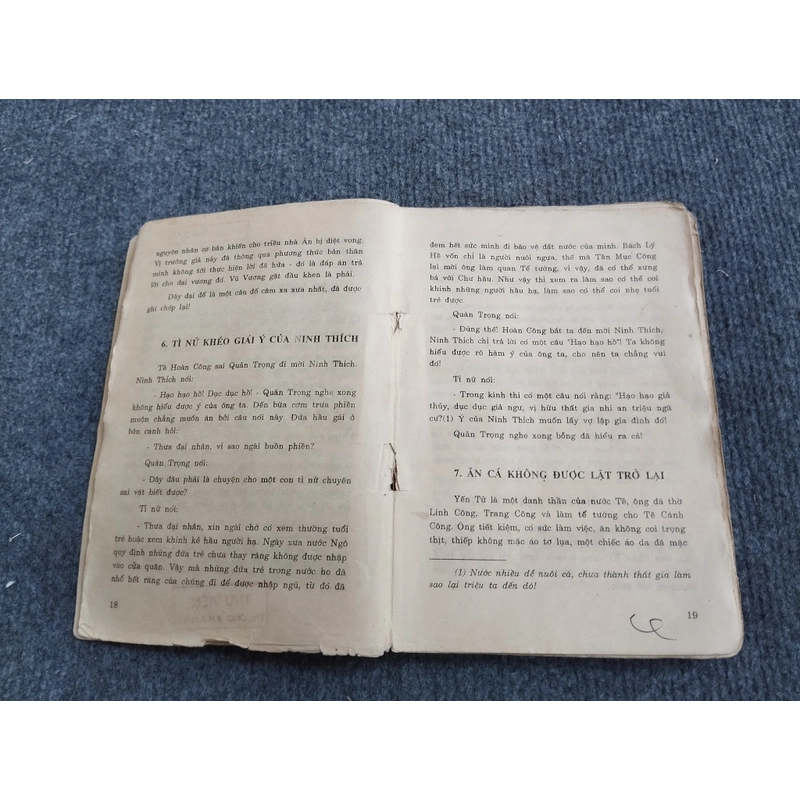 nguyên nhân cơ bản khiến cho triều nhà Ân bị diệt vong.
Vị trưởng giả này đã thông qua phương thức bản thân
mình không tới thực hiện lời đã hứa - đó là đáp án trả
lời cho đại vương đó. Vũ Vương gật đầu khen là phải.
Dây đại để là một câu đố câm xa xưa nhất, đã được
ghi chép lại!
6. TÌ NỮ KHÉO GIẢI Ý CỦA NINH THÍCH
Tề Hoàn Công sai Quản Trọng đi mời Ninh Thích.
Ninh Thích nói:
- Hạo hạo hồ! Dục dục hồ! - Quản Trọng nghe xong
không hiểu được ý của ông ta. Đến bữa cơm trưa phiền
muộn chẳng muốn ăn bởi câu nói này. Đứa hầu gái ở
bên cạnh hỏi:
- Thưa đại nhân, vì sao ngài buồn phiền?
Quản Trọng nói:
- Dây đâu phải là chuyện cho một con tì nữ chuyên
sai vặt biết được?
Tì nữ nói:
- Thưa đại nhân, xin ngài chớ có xem thường tuổi
trẻ hoặc xem khinh kẻ hầu người hạ. Ngày xưa nước Ngô
quy định những đứa trẻ chưa thay răng không được nhập
vào cửa quân. Vậy mà những đứa trẻ trong nước họ đã
nhổ hết răng của chúng đi để được nhập ngũ, từ đó đã
18
đem hết sức mình đi bảo vệ đất nước của mình. Bách Lý
Hề vốn chỉ là người nuôi ngựa, thế mà Tần Mục Công
lại mời ông làm quan Tể tướng, vì vậy, đã có thể xưng
bá với Chư hầu. Như vậy thì xem ra làm sao có thể coi
khinh những người hầu hạ, làm sao có thể coi nhẹ tuổi
trẻ được.
Quản Trọng nói:
- Đúng thế! Hoàn Công bắt ta đến mời Ninh Thích,
Ninh Thích chỉ trả lời có một câu "Hạo hạo hồ"! Ta không
hiểu được rõ hàm ý của ông ta, cho nên ta chẳng vui
đó!
Tì nữ nói:
- Trong kinh thi có một câu nói rằng: "Hạo hạo giả
thủy, dục dục giả ngư, vị hữu thất gia nhi an triệu ngã
cư?(1) Ý của Ninh Thích muốn lấy vợ lập gia đình đó!
Quản Trọng nghe xong bỗng đã hiểu ra cả!
7. ĂN CÁ KHÔNG ĐƯỢC LẬT TRỞ LẠI
Yến Tử là một danh thần của nước Tề, ông đã thờ
Linh Công, Trang Công và làm tể tướng cho Tề Cảnh
Công. Ông tiết kiệm, có sức làm việc, ăn không coi trọng
thịt, thiếp không mặc áo tơ lụa, một chiếc áo da đã mặc
(1) Nước nhiều để nuôi cá, chưa thành thất gia làm
sao lại triệu ta đến đó!
19